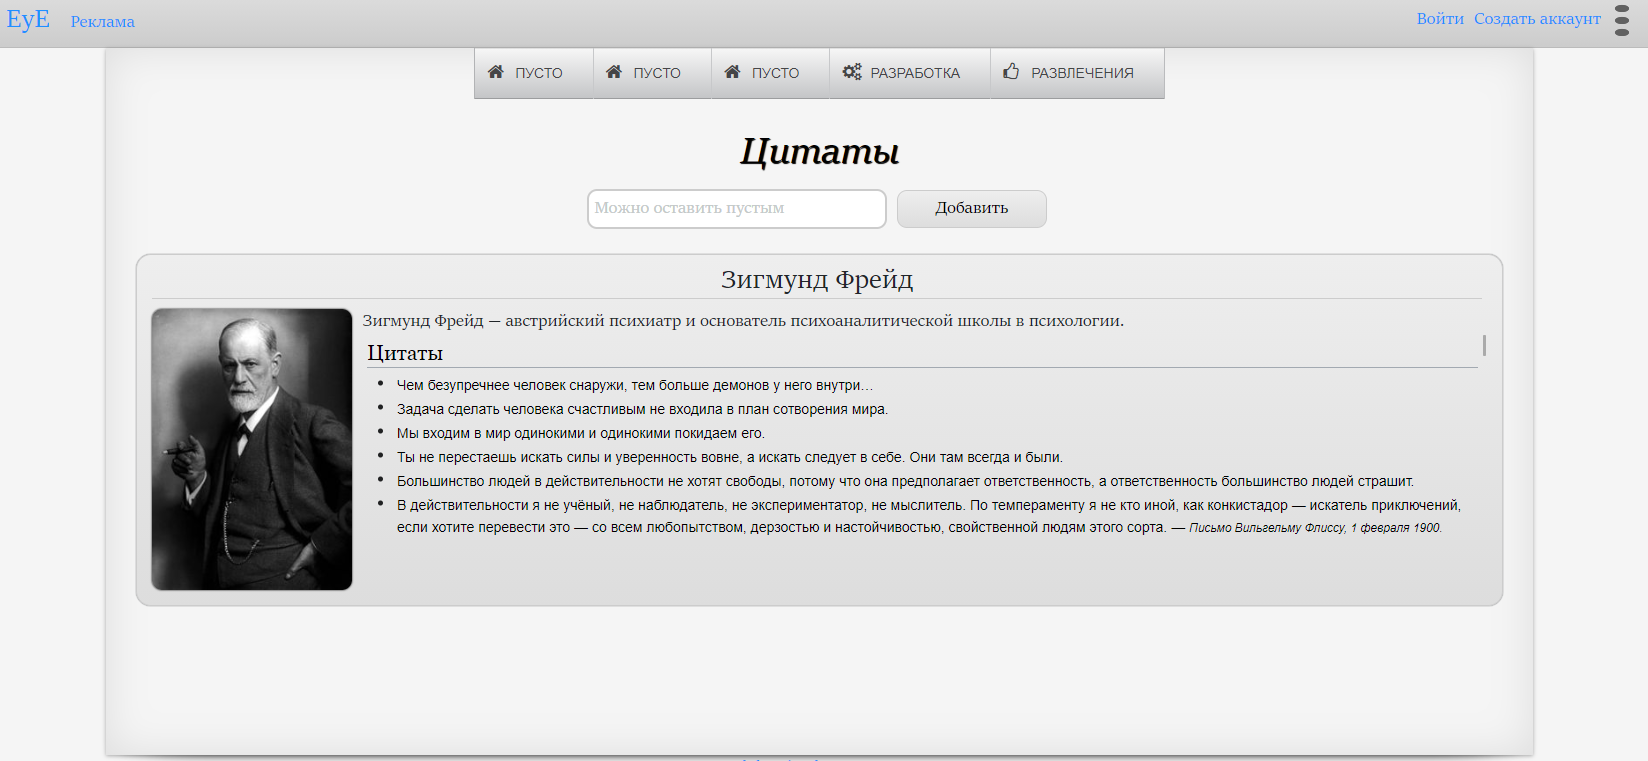 EyE Реклама Войти Создать аккаунт
ПУСТО ПУСТО ПУСТО РАЗРАБОТКА РАЗВЛЕЧЕНИЯ
Цитаты
Можно оставить пустым Добавить
Зигмунд Фрейд
Зигмунд Фрейд — австрийский психиатр и основатель психоаналитической школы в психологии.
Цитаты
• Чем безупречнее человек снаружи, тем больше демонов у него внутри…
• Задача сделать человека счастливым не входила в план сотворения мира.
• Мы входим в мир одинокими и одинокими покидаем его.
• Ты не перестаешь искать силы и уверенность вовне, а искать следует в себе. Они там всегда и были.
• Большинство людей в действительности не хотят свободы, потому что она предполагает ответственность, а ответственность большинство людей страшит.
• В действительности я не учёный, не наблюдатель, не экспериментатор, не мыслитель. По темпераменту я не кто иной, как конкистадор — искатель приключений,
если хотите перевести это — со всем любопытством, дерзостью и настойчивостью, свойственной людям этого сорта. — Письмо Вильгельму Флиссу, 1 февраля 1900.